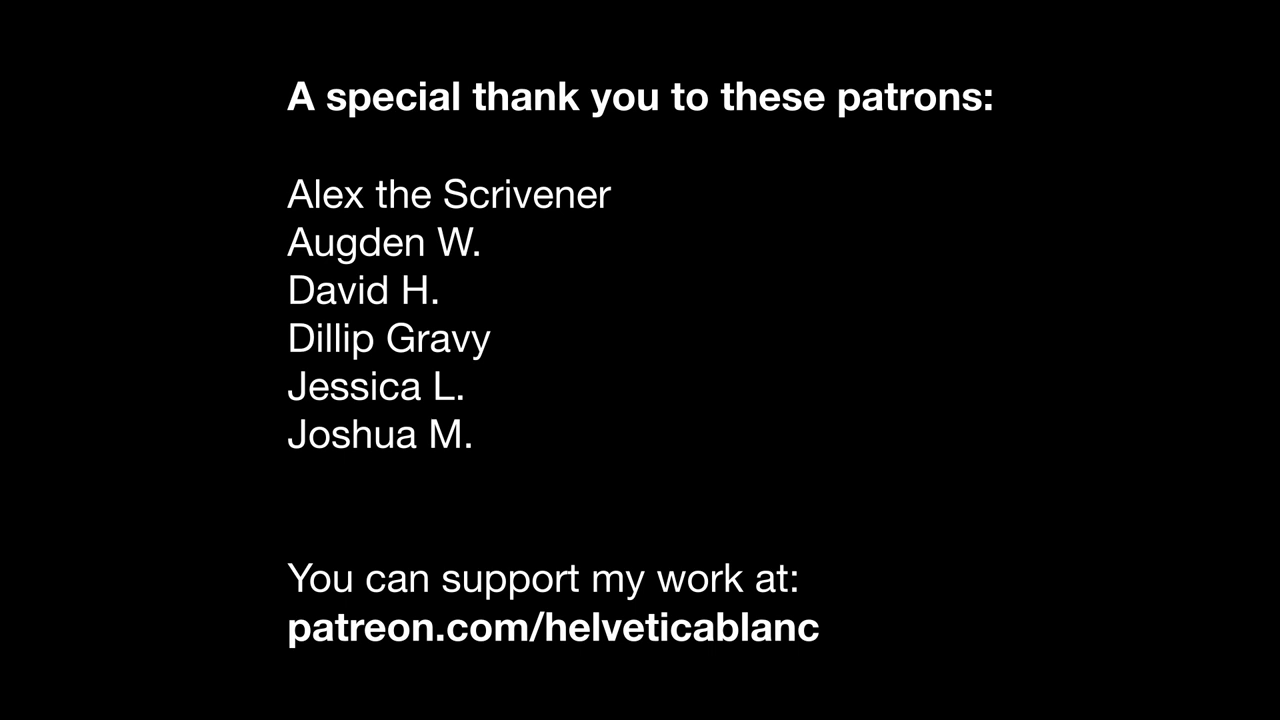 A special thank you to these patrons:
Alex the Scrivener
Augden W.
David H.
Dillip Gravy
Jessica L.
Joshua M.
You can support my work at:
patreon.com/helveticablanc